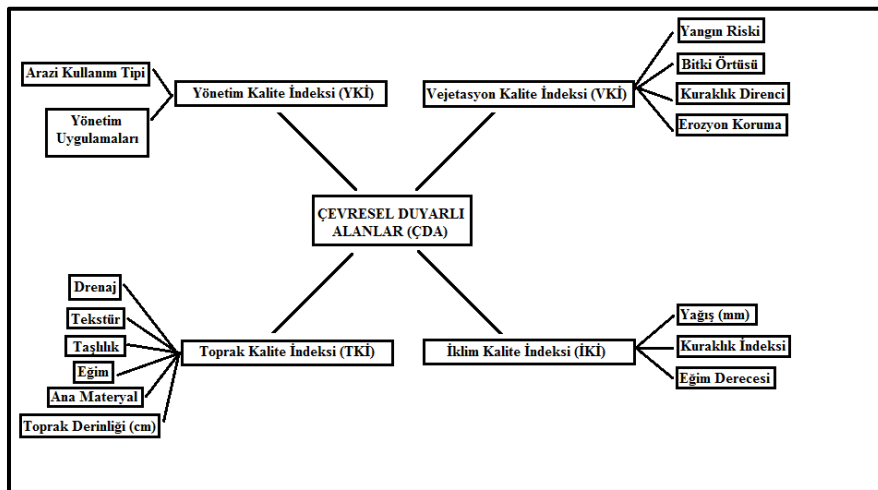 Arazi Kullanım Tipi
Yönetim
Uygulamaları
Yönetim Kalite İndeksi (YKİ)
Vejetasyon Kalite İndeksi (VKİ)
Yangın Riski
Bitki Örtüsü
Kuraklık Direnci
Erozyon Koruma
ÇEVRESEL DUYARLI
ALANLAR (ÇDA)
Drenaj
Tekstür
Taşlılık
Eğim
Ana Materyal
Toprak Derinliği (cm)
Toprak Kalite İndeksi (TKİ)
İklim Kalite İndeksi (İKİ)
Yağış (mm)
Kuraklık İndeksi
Eğim Derecesi